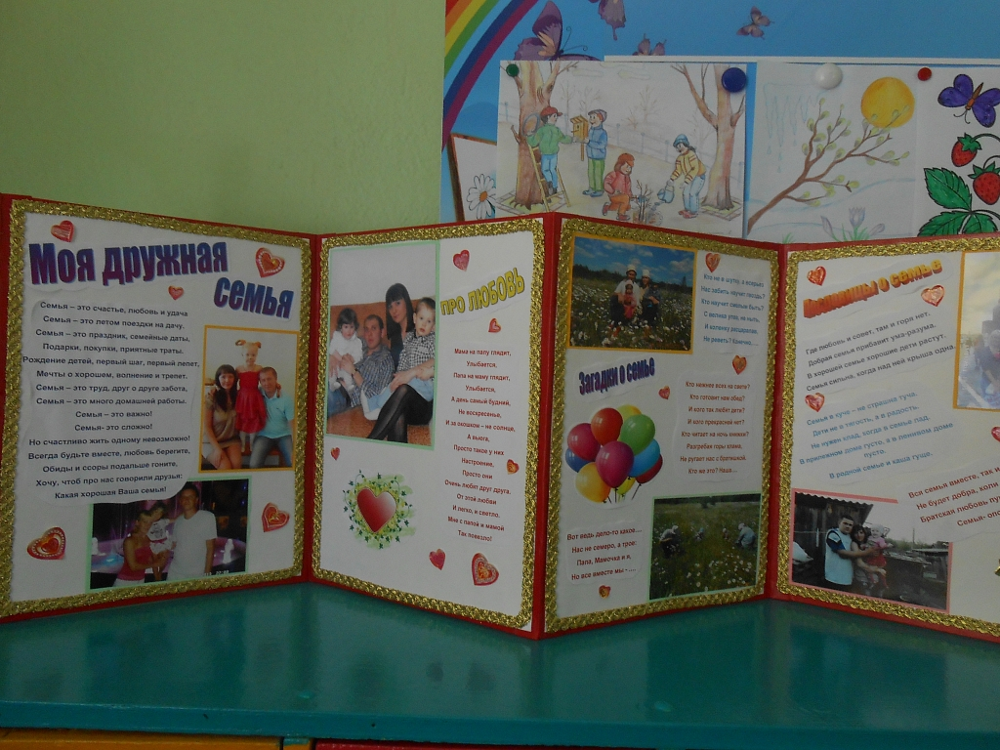 Моя дружная
семья
Семья – это счастье, любовь и удача
Семья – это летом поездки на дачу.
Семья – это праздник, семейные даты,
Подарки, покупки, приятные траты.
Рождение детей, первый шаг, первый лепет,
Мечты о хорошем, волнение и трепет.
Семья – это труд, друг о друге забота,
Семья – это много домашней работы.
Семья – это важно!
Семья- это сложно!
Но счастливо жить одному невозможно!
Всегда будьте вместе, любовь берегите,
Обиды и ссоры подальше гоните,
Хочу, чтоб про нас говорили друзья:
Какая хорошая Ваша семья!
ПРО ЛЮБОВЬ
Мама на папу глядит,
Улыбается,
Папа на маму глядит,
Улыбается,
А день самый будний,
Не воскресенье,
И за окошком – не солнце,
А вьюга,
Просто такое у них
Настроение,
Просто они
Очень любят друг друга.
От этой любви
И легко, и светло.
Мне с папой и мамой
Так повезло!
Кто не в шутку, а всерьез
Нас забить научит гвоздь?
Кто научит смелым быть?
С велика упав, не ныть,
И коленку расцарапав,
Не реветь? Конечно,....
Загадки о семье
Кто нежнее всех на свете?
Кто готовит нам обед?
И кого так любят дети?
И кого прекрасней нет?
Кто читает на ночь книжки?
Разгребая горы хлама,
Не ругает нас с братишкой.
Кто же это? Наша...
Вот ведь дело-то какое....
Нас не семеро, а трое:
Папа, Мамочка и я,
Но все вместе мы - ....
о семье
Где любовь и совет, там и горя нет.
Добрая семья прибавит ума-разума.
В хорошей семье хорошие дети растут.
Семья сильна, когда над ней крыша одна.
Семья в куче – не страшна туча.
Дети не в тягость, а в радость.
Не нужен клад, когда в семье лад.
В прилежном доме густо, а в ленивом доме
пусто.
В родной семье и каша гуще.
Вся семья вместе, так и
Не будет добра, коли
Братская любовь
Семья-